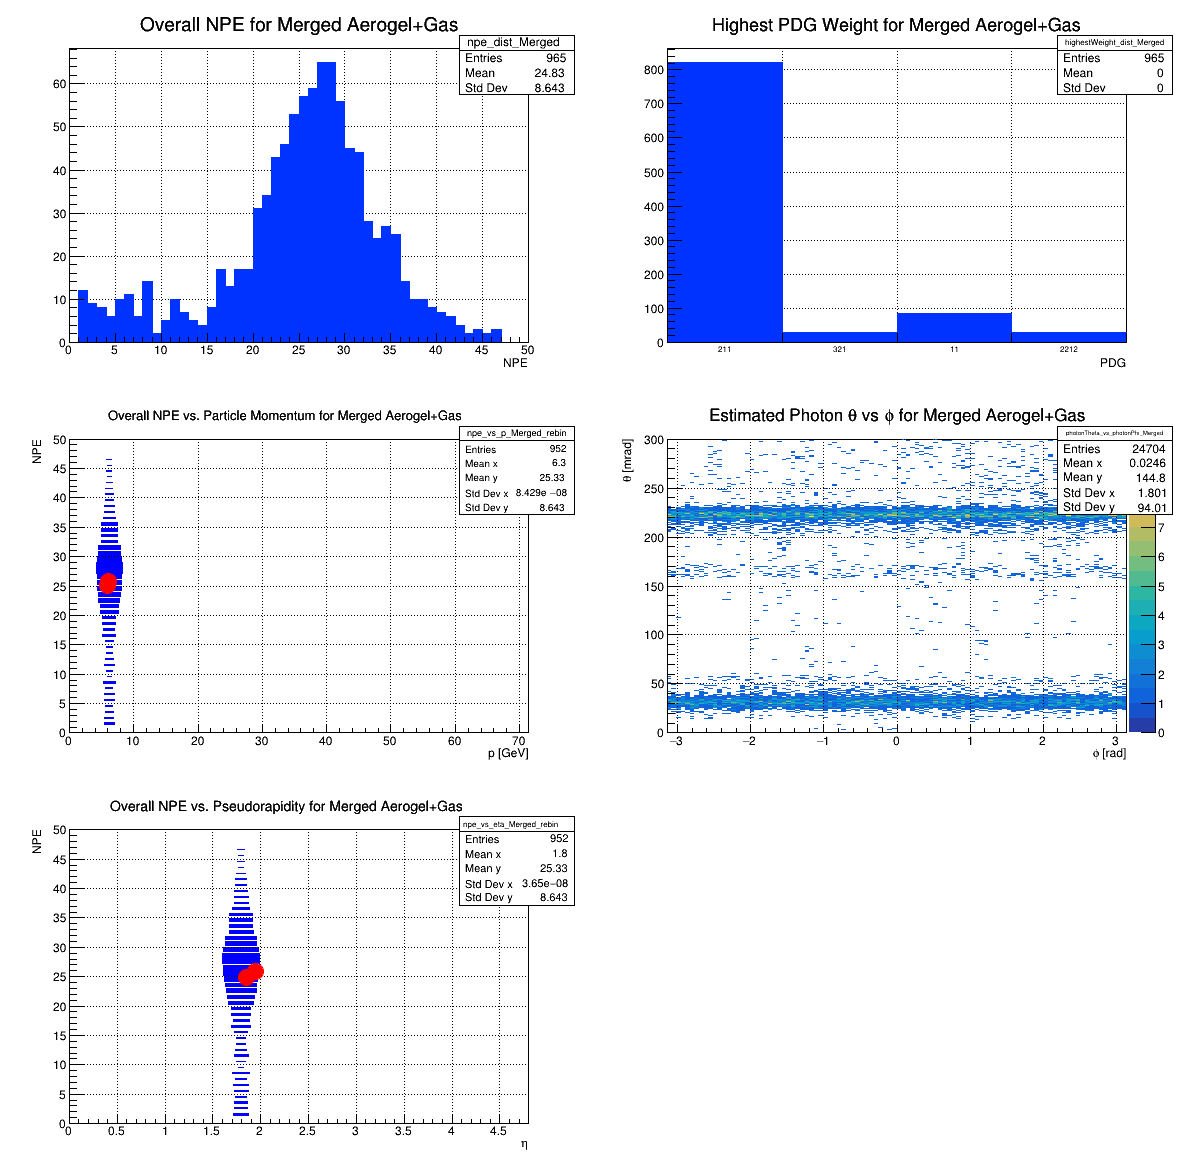 Overall NPE for Merged Aerogel+Gas
npe_dist_Merged
Entries 965
Mean 24.83
Std Dev 8.643
60
50
40
30
20
10
0
0 5 10 15 20 25 30 35 40 45 50
NPE
Highest PDG Weight for Merged Aerogel+Gas
highestWeight_dist_Merged
Entries 965
Mean 0
Std Dev 0
800
700
600
500
400
300
200
100
0
211 321 11 2212
PDG
Overall NPE vs. Particle Momentum for Merged Aerogel+Gas
npe_vs_p_Merged_rebin
Entries 952
Mean x 6.3
Mean y 25.33
Std Dev x 8.429e −08
Std Dev y 8.643
NPE
50
45
40
35
30
25
20
15
10
5
0
0 10 20 30 40 50 60 70
p [GeV]
Estimated Photon θ vs ϕ for Merged Aerogel+Gas
photonTheta_vs_photonPhi_Merged
Entries 24704
Mean x 0.0246
Mean y 144.8
Std Dev x 1.801
Std Dev y 94.01
θ [mrad]
300
250
200
150
100
50
0
−3 −2 −1 0 1 2 3
ϕ [rad]
7
6
5
4
3
2
1
0
Overall NPE vs. Pseudorapidity for Merged Aerogel+Gas
npe_vs_eta_Merged_rebin
Entries 952
Mean x 1.8
Mean y 25.33
Std Dev x 3.65e−08
Std Dev y 8.643
NPE
50
45
40
35
30
25
20
15
10
5
0
0 0.5 1 1.5 2 2.5 3 3.5 4 4.5
η